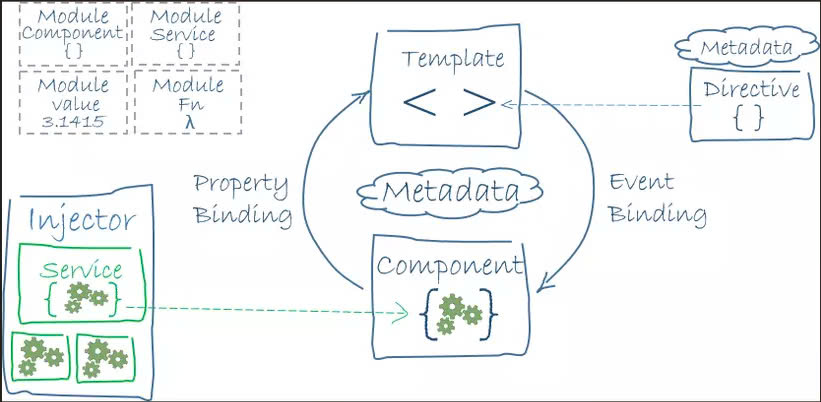 Module
Component
{ }
Module
Service
{ }
Module
value
3.1415
Module
Fn
λ
Template
< >
Metadata
Directive
{ }
Property
Binding
Metadata
Event
Binding
Injector
Service
{ }
Component
{ }